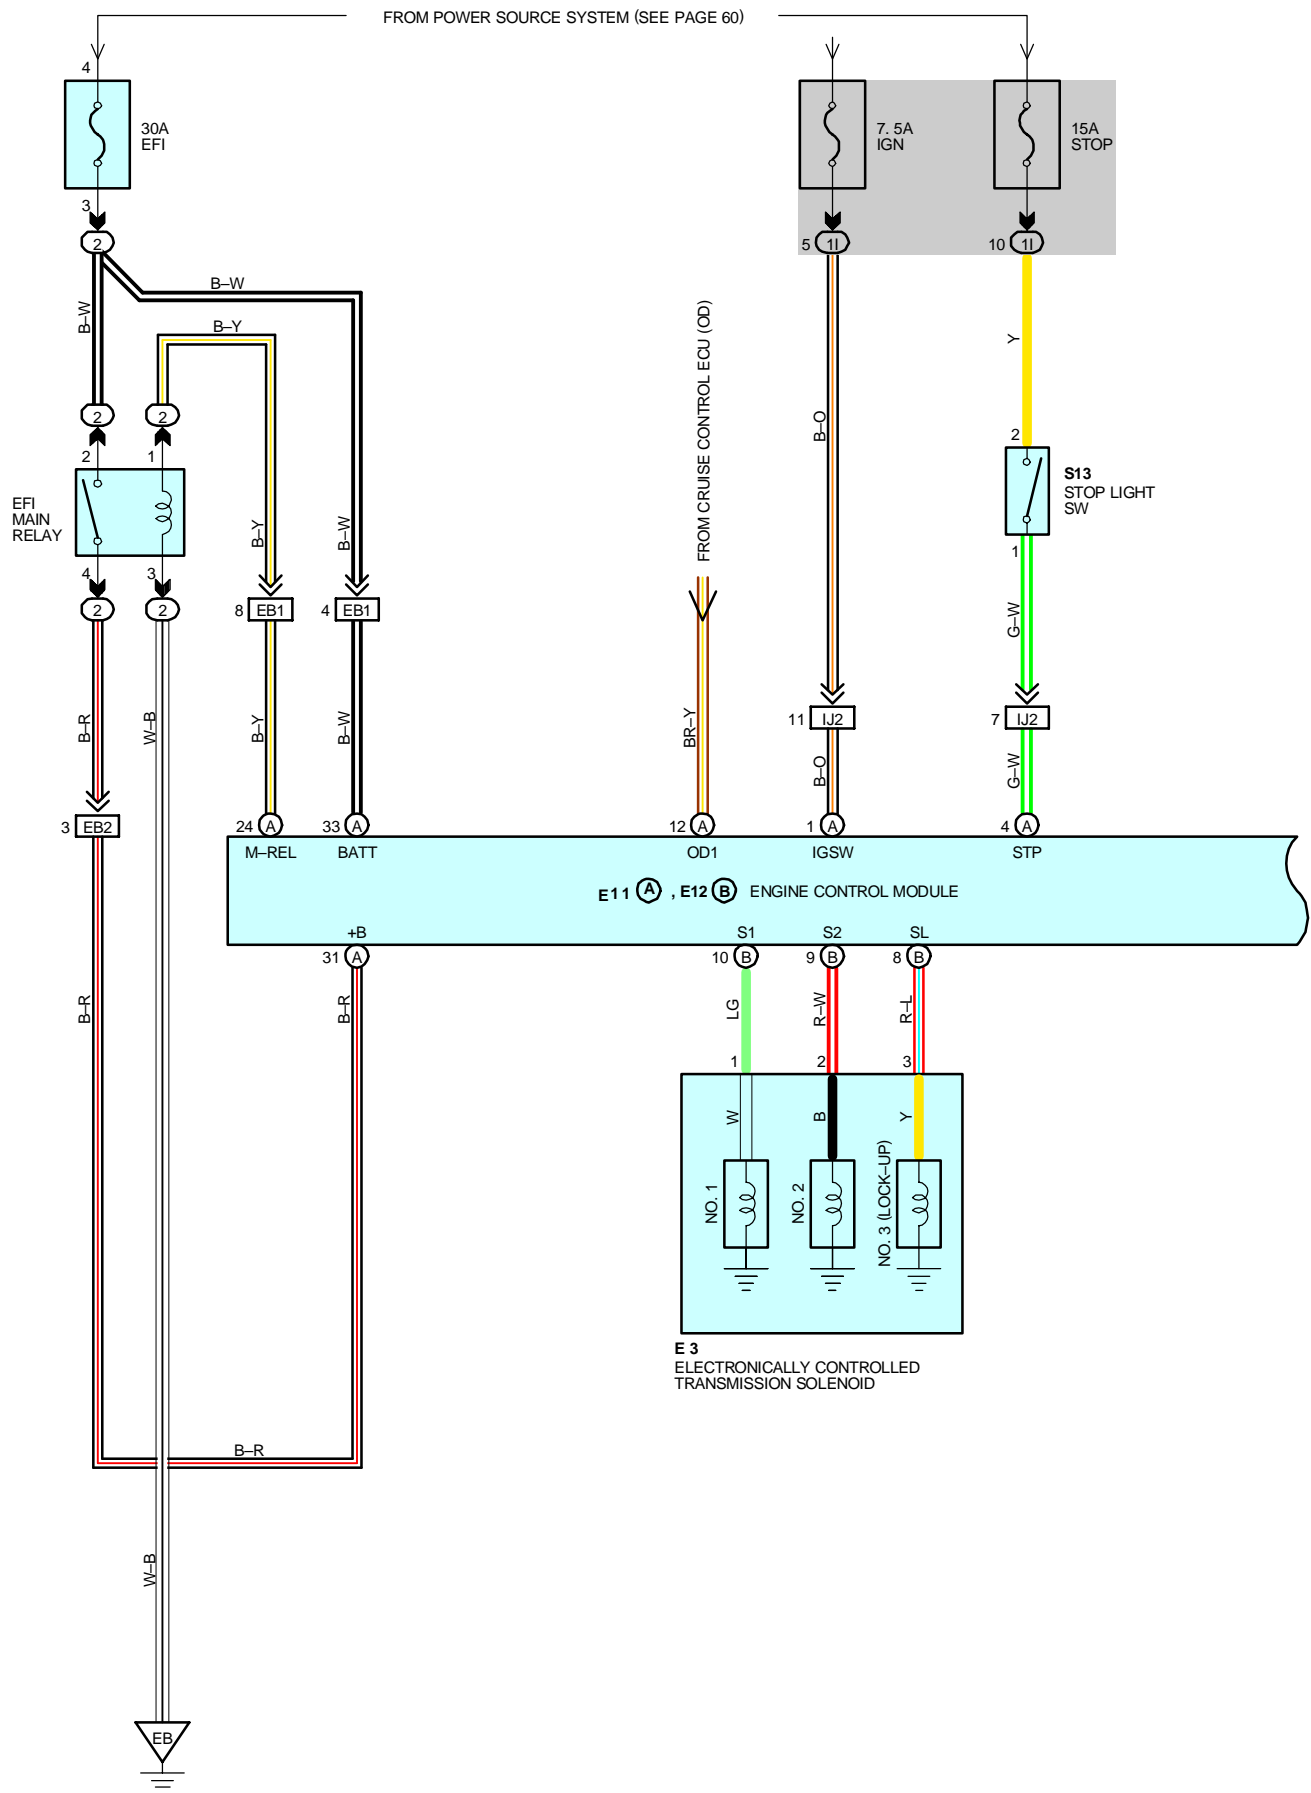 FROM POWER SOURCE SYSTEM (SEE PAGE 60)
4
30A
EFI
7. 5A
IGN
15A
STOP
3
2
5
1I
10
1I
B–W
B–W
B–Y
Y
FROM CRUISE CONTROL ECU (OD)
B–O
2
2
2
2
1
S13
STOP LIGHT
SW
EFI
MAIN
RELAY
B–Y
B–W
1
4
3
2
2
8
EB1
4
EB1
G–W
B–R
W–B
B–Y
B–W
BR–Y
11
IJ2
7
IJ2
B–O
G–W
3
EB2
24
A
33
A
12
A
1
A
4
A
M–REL
BATT
OD1
IGSW
STP
E11 A , E12 B ENGINE CONTROL MODULE
+B
S1
S2
SL
31
A
10
B
9
B
8
B
B–R
B–R
LG
R–W
R–L
1
2
3
W
B
Y
NO. 1
NO. 2
NO. 3 (LOCK–UP)
E 3
ELECTRONICALLY CONTROLLED
TRANSMISSION SOLENOID
B–R
W–B
EB